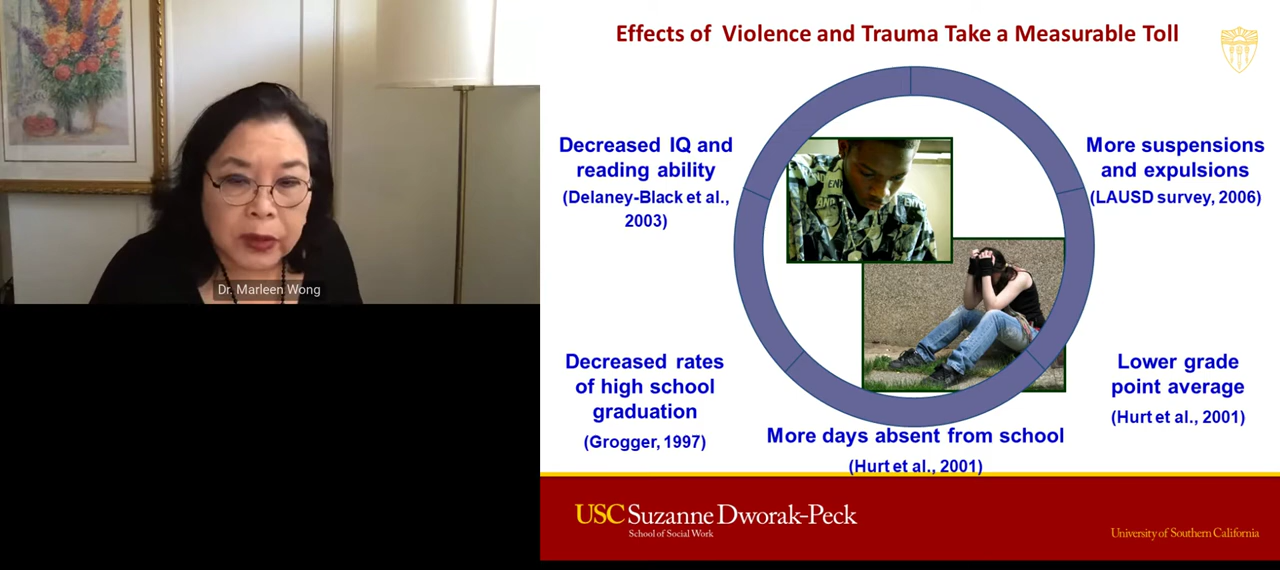 Dr. Marleen Wong
Effects of Violence and Trauma Take a Measurable Toll
Decreased IQ and
reading ability
(Delaney-Black et al.,
2003)
More suspensions
and expulsions
(LAUSD survey, 2006)
Decreased rates
of high school
graduation
(Grogger, 1997)
Lower grade
point average
(Hurt et al., 2001)
More days absent from school
(Hurt et al., 2001)
USC Suzanne Dworak-Peck
School of Social Work
University of Southern California